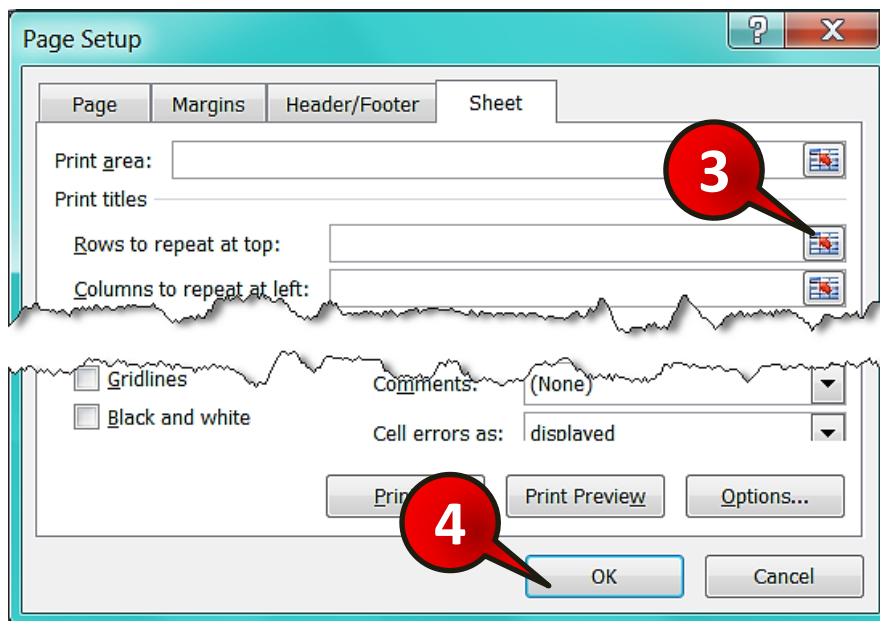 Page Setup
Page Margins Header/Footer Sheet
Print area:
3
Print titles
Rows to repeat at top:
Columns to repeat at left:
Gridlines
Comments: (None)
Black and white
Cell errors as: displayed
Print Preview Options...
4
OK Cancel